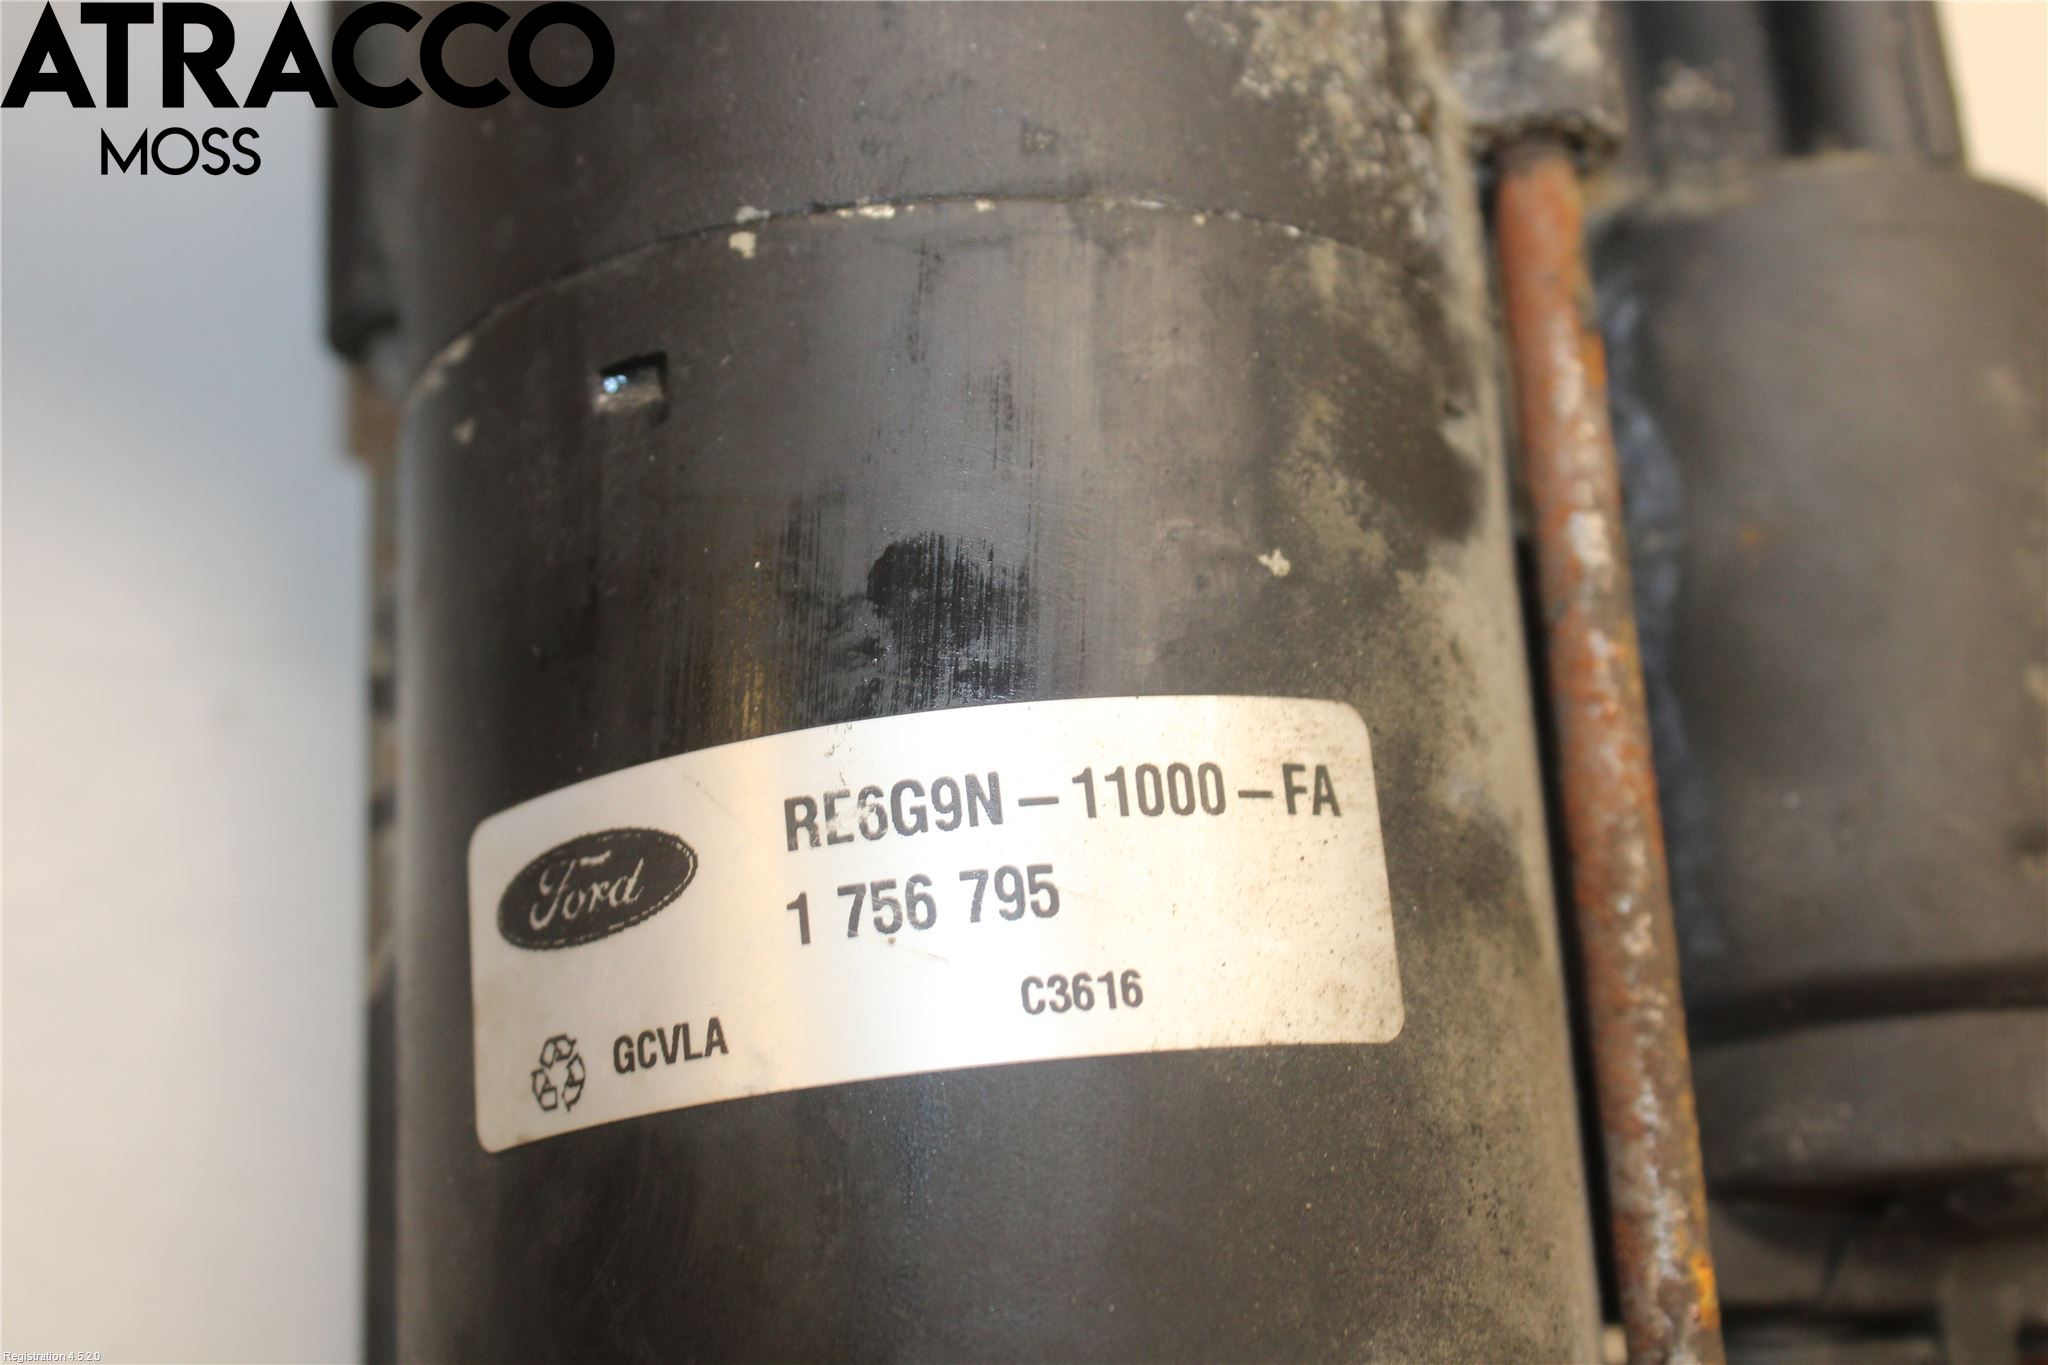 ATRACCO
MOSS
Ford
RE6G9N-11000-FA
1 756 795
C3616
GCVLA
Registration 4.5.2.0